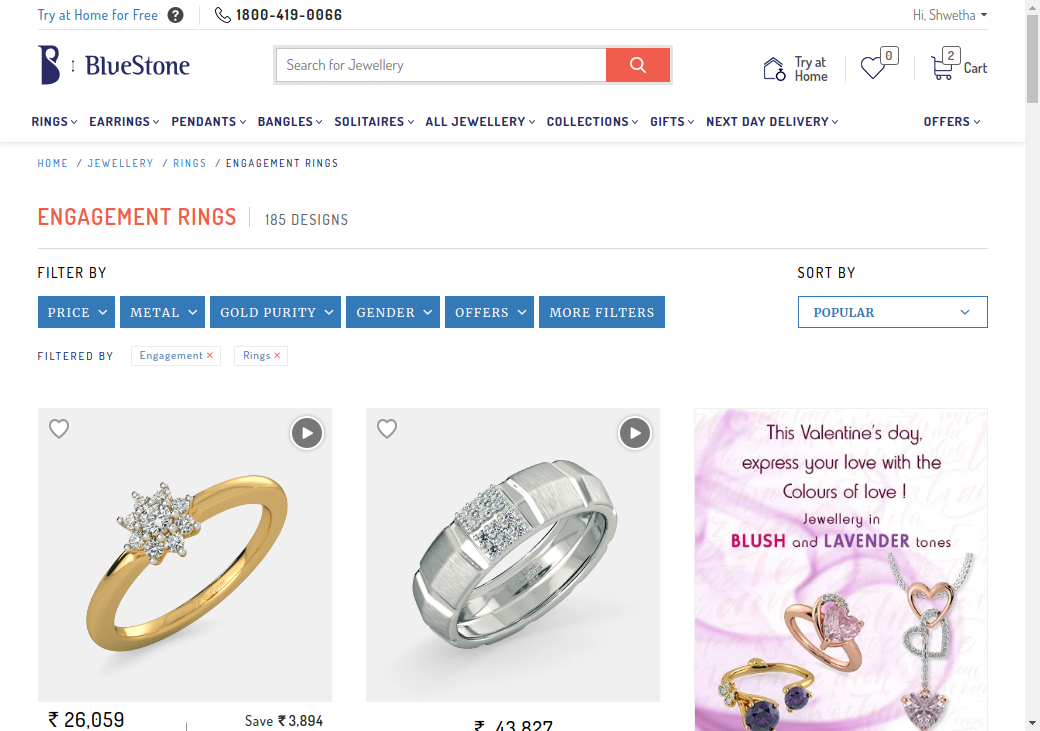 Try at Home for Free ? 1800-419-0066 Hi, Shwetha
BlueStone
Search for Jewellery
Try at Home
0
2
Cart
RINGS EARRINGS PENDANTS BANGLES SOLITAIRES ALL JEWELLERY COLLECTIONS GIFTS NEXT DAY DELIVERY OFFERS
HOME / JEWELLERY / RINGS / ENGAGEMENT RINGS
ENGAGEMENT RINGS 185 DESIGNS
FILTER BY SORT BY
PRICE METAL GOLD PURITY GENDER OFFERS MORE FILTERS POPULAR
FILTERED BY Engagement × Rings ×
This Valentine's day,
express your love with the
Colours of love !
Jewellery in
BLUSH and LAVENDER tones
₹ 26,059 Save ₹ 3,894
₹ 43,827